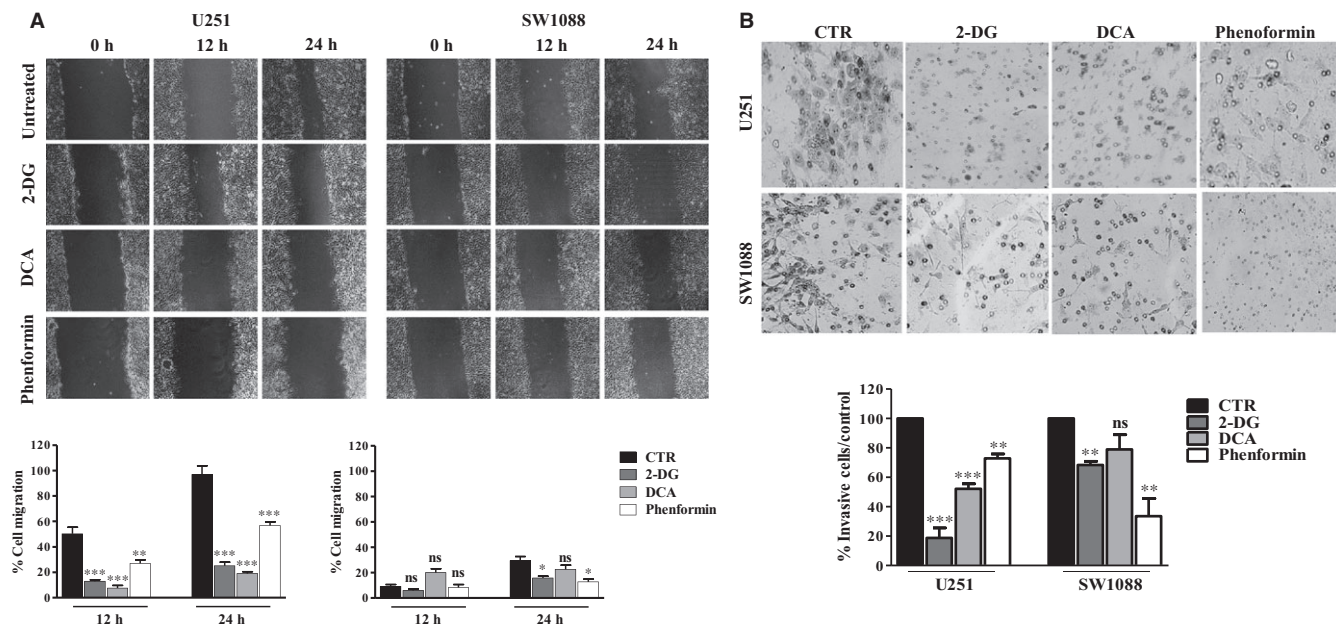 A
U251
SW1088
0 h
12 h
24 h
0 h
12 h
24 h
Untreated
2-DG
DCA
Phenformin
% Cell migration
120
100
80
60
40
20
0
***
***
**
***
***
***
12 h
24 h
% Cell migration
120
100
80
60
40
20
0
ns
ns
ns
*
ns
*
12 h
24 h
CTR
2-DG
DCA
Phenformin
B
CTR
2-DG
DCA
Phenoformin
U251
SW1088
% Invasive cells/control
120
100
80
60
40
20
0
***
***
**
**
ns
**
U251
SW1088
CTR
2-DG
DCA
Phenformin